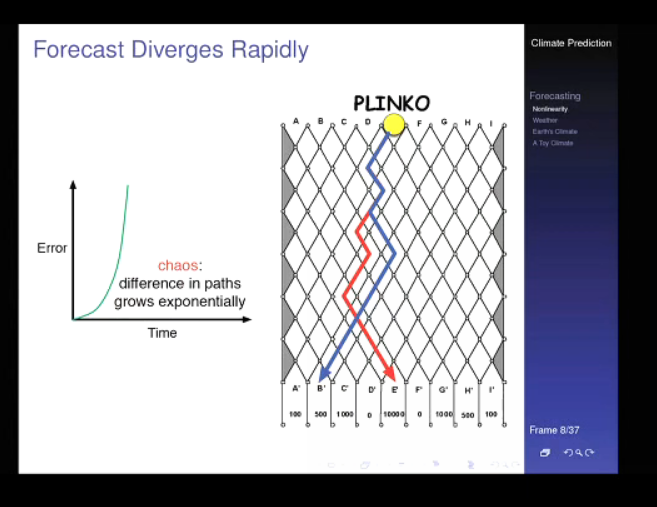 Forecast Diverges Rapidly
Climate Prediction
Forecasting
Nonlinearity
Weather
Earth's Climate
A Toy Climate
PLINKO
A B C D F G H I
Error
chaos:
difference in paths
grows exponentially
Time
A' B' C' D' E' F' G' H' I'
100 500 1000 0 10000 0 1000 500 100
Frame 8/37